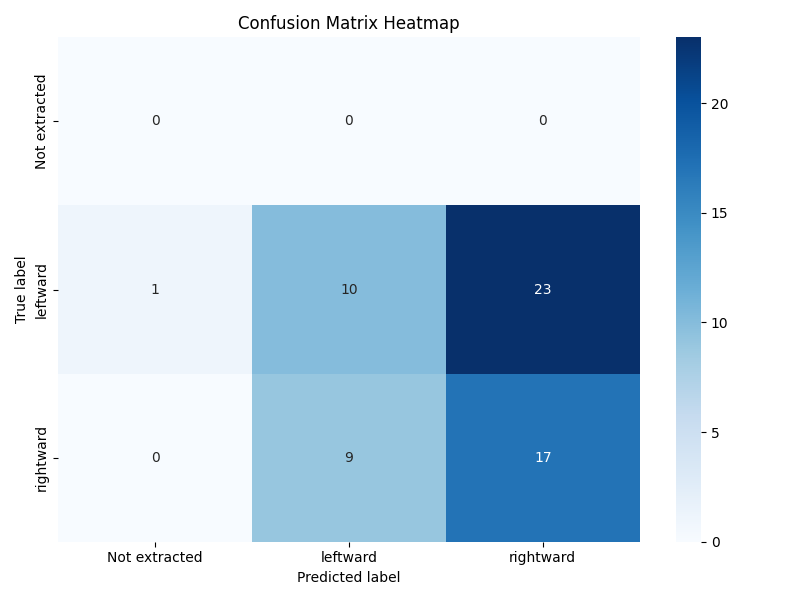 Confusion Matrix Heatmap
Not extracted
0
0
0
True label
leftward
1
10
23
rightward
0
9
17
Not extracted
leftward
rightward
Predicted label
20
15
10
5
0